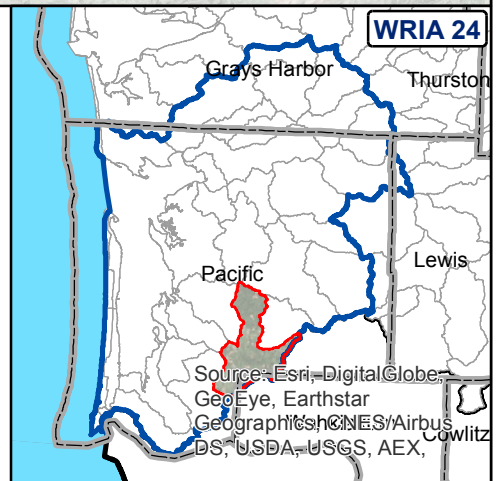 WRIA 24
Grays Harbor
Thurston
Pacific
Lewis
Source: Esri, DigitalGlobe,
GeoEye, Earthstar
Geographics, CNES/Airbus
DS, USDA, USGS, AEX,
Cowlitz